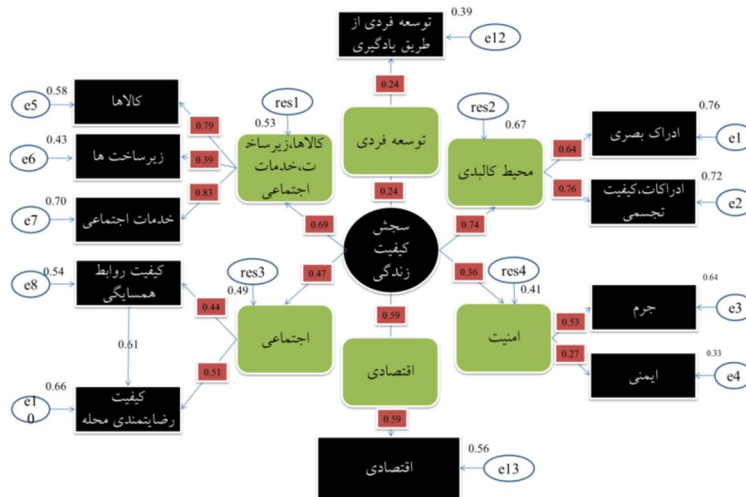 0.39
توسعه فردی از
طریق یادگیری
e12
0.24
توسعه فردی
0.24
0.58
e5
کالاها
0.79
0.43
e6
زیرساخت ها
0.39
0.70
e7
خدمات اجتماعی
0.83
res1
0.53
کالاها,زیرساخ
ت,خدمات
اجتماعی
0.69
res2
0.67
محیط کالبدی
0.74
0.76
ادراک بصری
e1
0.64
0.72
ادراکات,کیفیت
تجسمی
e2
0.76
سجش
کیفیت
زندگی
0.54
e8
کیفیت روابط
همسایگی
0.44
0.61
0.66
e1
0
کیفیت
رضایتمندی محله
0.51
res3
0.49
اجتماعی
0.47
res4
0.41
امنیت
0.36
0.64
جرم
e3
0.53
0.33
ایمنی
e4
0.27
0.59
اقتصادی
0.59
اقتصادی
0.56
e13